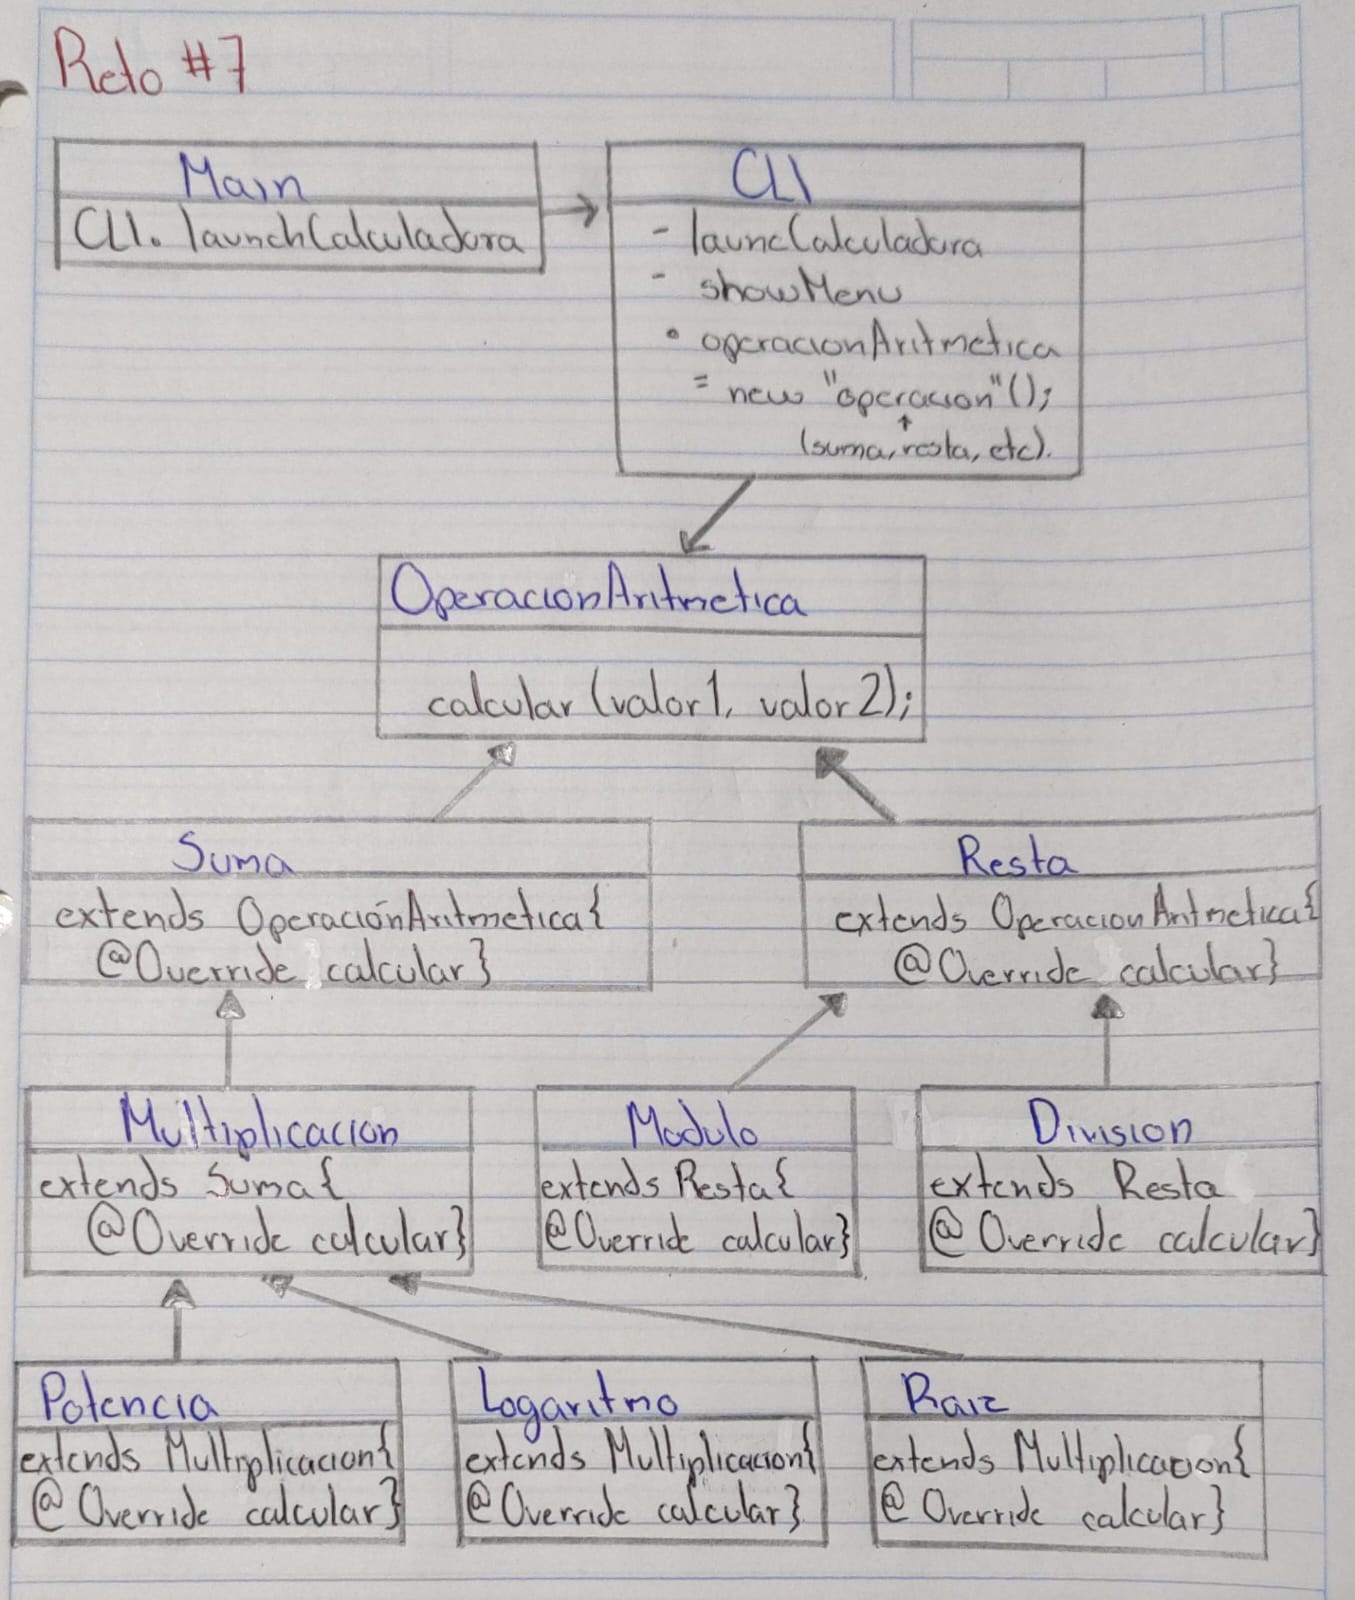 Reto #7
Main
CLI. launchCalculadora
CLI
- launcCalculadora
- showMenu
• operacionAritmetica
= new "operacion"();
(suma, resta, etc).
OperacionAritmetica
calcular (valor1, valor2);
Suma
extends OperaciónAritmetica{
@Override calcular}
Resta
extends OperacionAritmetica{
@Override calcular}
Multiplicacion
extends Suma{
@Override calcular}
Modulo
extends Resta{
@Override calcular}
Division
extends Resta
@Override calcular}
Potencia
extends Multiplicacion{
@Override calcular}
Logaritmo
extends Multiplicacion{
@Override calcular}
Raiz
extends Multiplicacion{
@Override calcular}